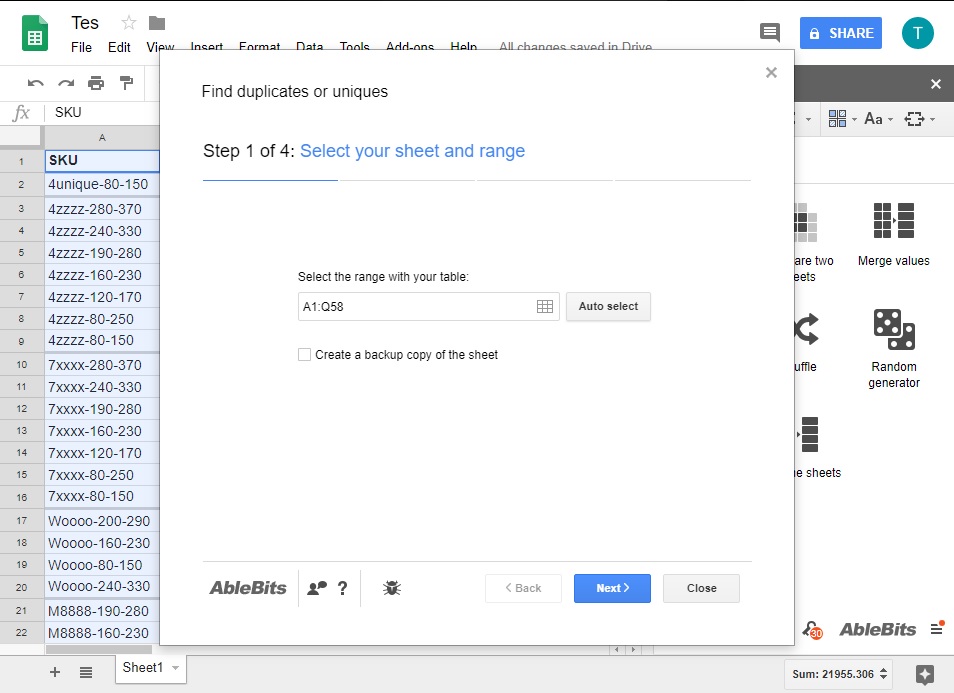 Tes
File Edit View Insert Format Data Tools Add-ons Help All changes saved in Drive
SHARE
T
fx SKU
Aa
A
1 SKU
2 4unique-80-150
3 4zzzz-280-370
4 4zzzz-240-330
5 4zzzz-190-280
6 4zzzz-160-230
7 4zzzz-120-170
8 4zzzz-80-250
9 4zzzz-80-150
10 7xxxx-280-370
11 7xxxx-240-330
12 7xxxx-190-280
13 7xxxx-160-230
14 7xxxx-120-170
15 7xxxx-80-250
16 7xxxx-80-150
17 Woooo-200-290
18 Woooo-160-230
19 Woooo-80-150
20 Woooo-240-330
21 M8888-190-280
22 M8888-160-230
Find duplicates or uniques
Step 1 of 4: Select your sheet and range
Select the range with your table:
A1:Q58
Auto select
Create a backup copy of the sheet
AbleBits
?
Back
Next
Close
are two
eets
Merge values
uffle
Random
generator
e sheets
30
AbleBits
Sheet1
Sum: 21955.306